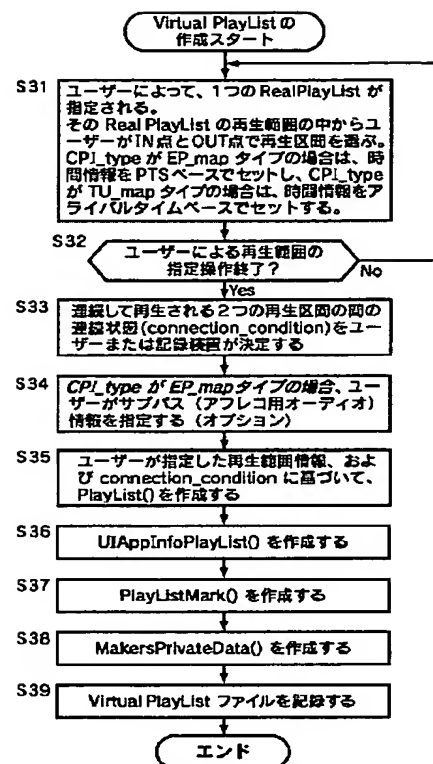 Virtual PlayList の
作成スタート
S31
ユーザーによって、1つの RealPlayList が
指定される。
その Real PlayList の再生範囲の中からユ
ーザーがIN点とOUT点で再生区間を選ぶ。
CPI_type が EP_map タイプの場合は、時
間情報を PTS ベースでセットし、CPI_type
が TU_map タイプの場合は、時間情報をア
ライバルタイムベースでセットする。
S32
ユーザーによる再生範囲の
指定操作終了?
No
Yes
S33
連続して再生される2つの再生区間の間の
連続状態(connection_condition)をユー
ザーまたは記録装置が決定する
S34
CPI_type が EP_mapタイプの場合、ユー
ザーがサブパス(アフレコ用オーディオ)
情報を指定する(オプション)
S35
ユーザーが指定した再生範囲情報、およ
び connection_condition に基づいて、
PlayList() を作成する
S36
UIAppInfoPlayList() を作成する
S37
PlayListMark() を作成する
S38
MakersPrivateData() を作成する
S39
Virtual PlayList ファイルを記録する
エンド